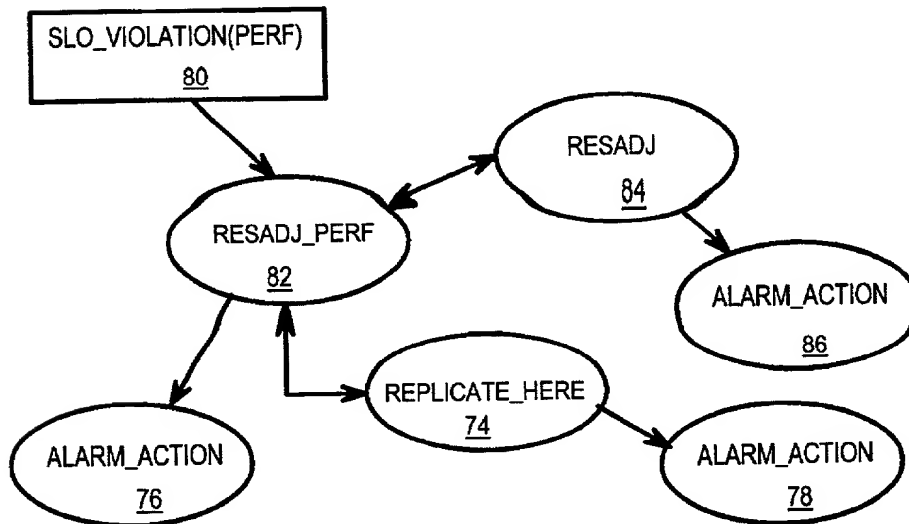 SLO_VIOLATION(PERF)
80
RESADJ
84
RESADJ_PERF
82
ALARM_ACTION
86
REPLICATE_HERE
74
ALARM_ACTION
76
ALARM_ACTION
78